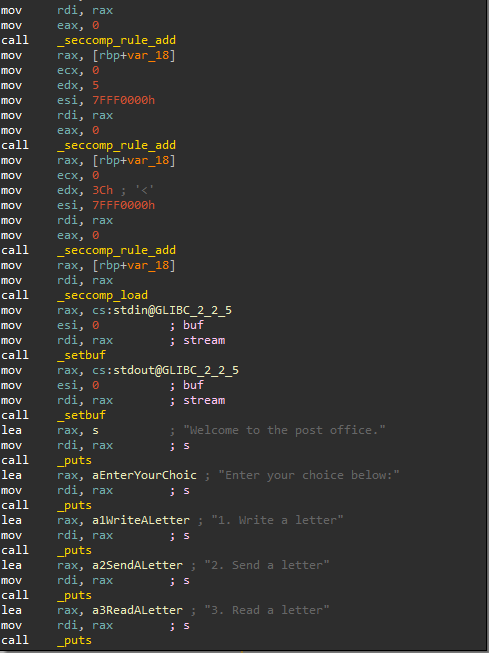 mov rdi, rax
mov eax, 0
call _seccomp_rule_add
mov rax, [rbp+var_18]
mov ecx, 0
mov edx, 5
mov esi, 7FFF0000h
mov rdi, rax
mov eax, 0
call _seccomp_rule_add
mov rax, [rbp+var_18]
mov ecx, 0
mov edx, 3Ch ; '<'
mov esi, 7FFF0000h
mov rdi, rax
mov eax, 0
call _seccomp_rule_add
mov rax, [rbp+var_18]
mov rdi, rax
call _seccomp_load
mov rax, cs:stdin@GLIBC_2_2_5
mov esi, 0 ; buf
mov rdi, rax ; stream
call _setbuf
mov rax, cs:stdout@GLIBC_2_2_5
mov esi, 0 ; buf
mov rdi, rax ; stream
call _setbuf
lea rax, s ; "Welcome to the post office."
mov rdi, rax ; s
call _puts
lea rax, aEnterYourChoic ; "Enter your choice below:"
mov rdi, rax ; s
call _puts
lea rax, a1WriteALetter ; "1. Write a letter"
mov rdi, rax ; s
call _puts
lea rax, a2SendALetter ; "2. Send a letter"
mov rdi, rax ; s
call _puts
lea rax, a3ReadALetter ; "3. Read a letter"
mov rdi, rax ; s
call _puts